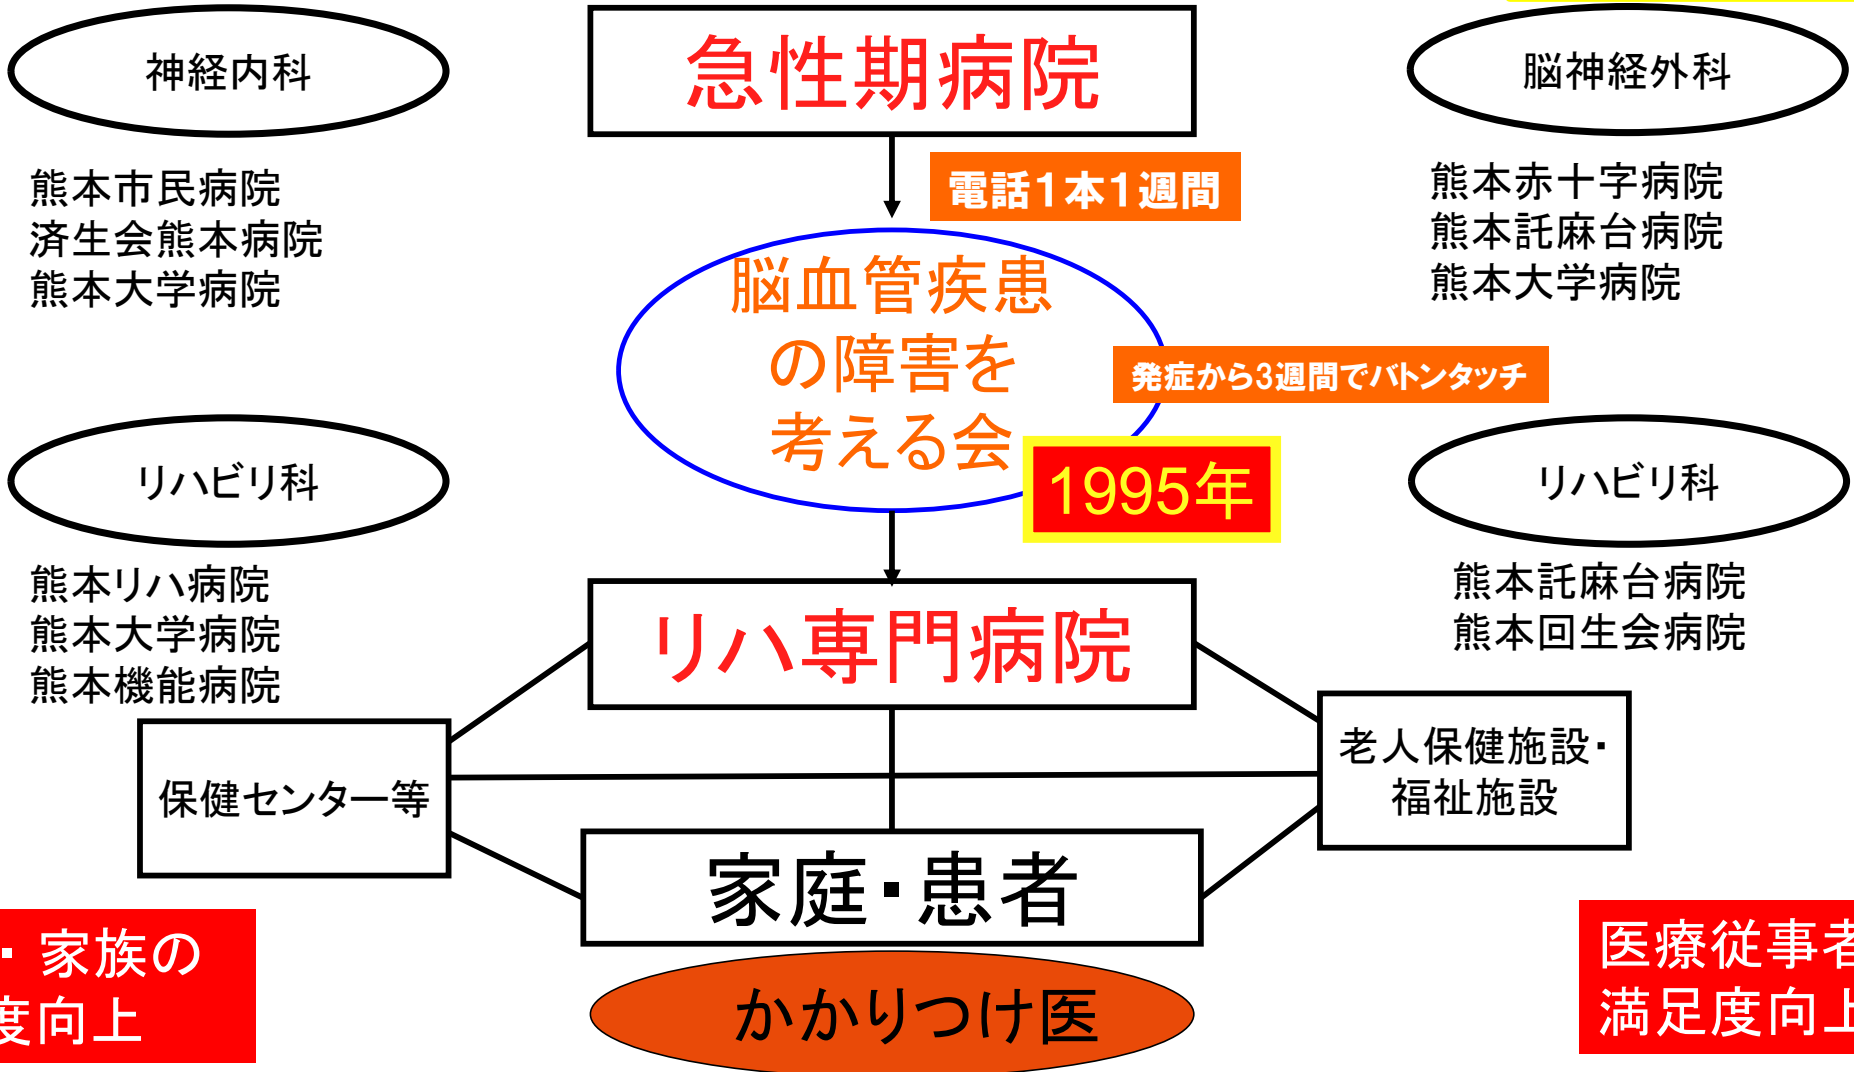 神経内科
急性期病院
脳神経外科
熊本市民病院
済生会熊本病院
熊本大学病院
電話1本1週間
熊本赤十字病院
熊本託麻台病院
熊本大学病院
脳血管疾患
の障害を
考える会
発症から3週間でバトンタッチ
1995年
リハビリ科
リハビリ科
熊本リハ病院
熊本大学病院
熊本機能病院
リハ専門病院
熊本託麻台病院
熊本回生会病院
保健センター等
老人保健施設・
福祉施設
家庭・患者
・家族の
度向上
かかりつけ医
医療従事者
満足度向上